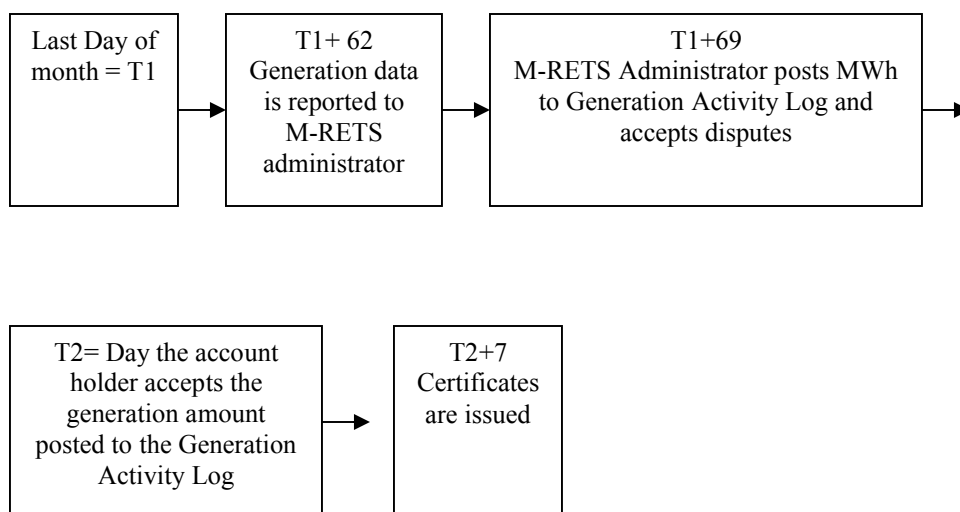 Last Day of
month = T1
T1+ 62
Generation data
is reported to
M-RETS
administrator
T1+69
M-RETS Administrator posts MWh
to Generation Activity Log and
accepts disputes
T2= Day the account
holder accepts the
generation amount
posted to the Generation
Activity Log
T2+7
Certificates
are issued